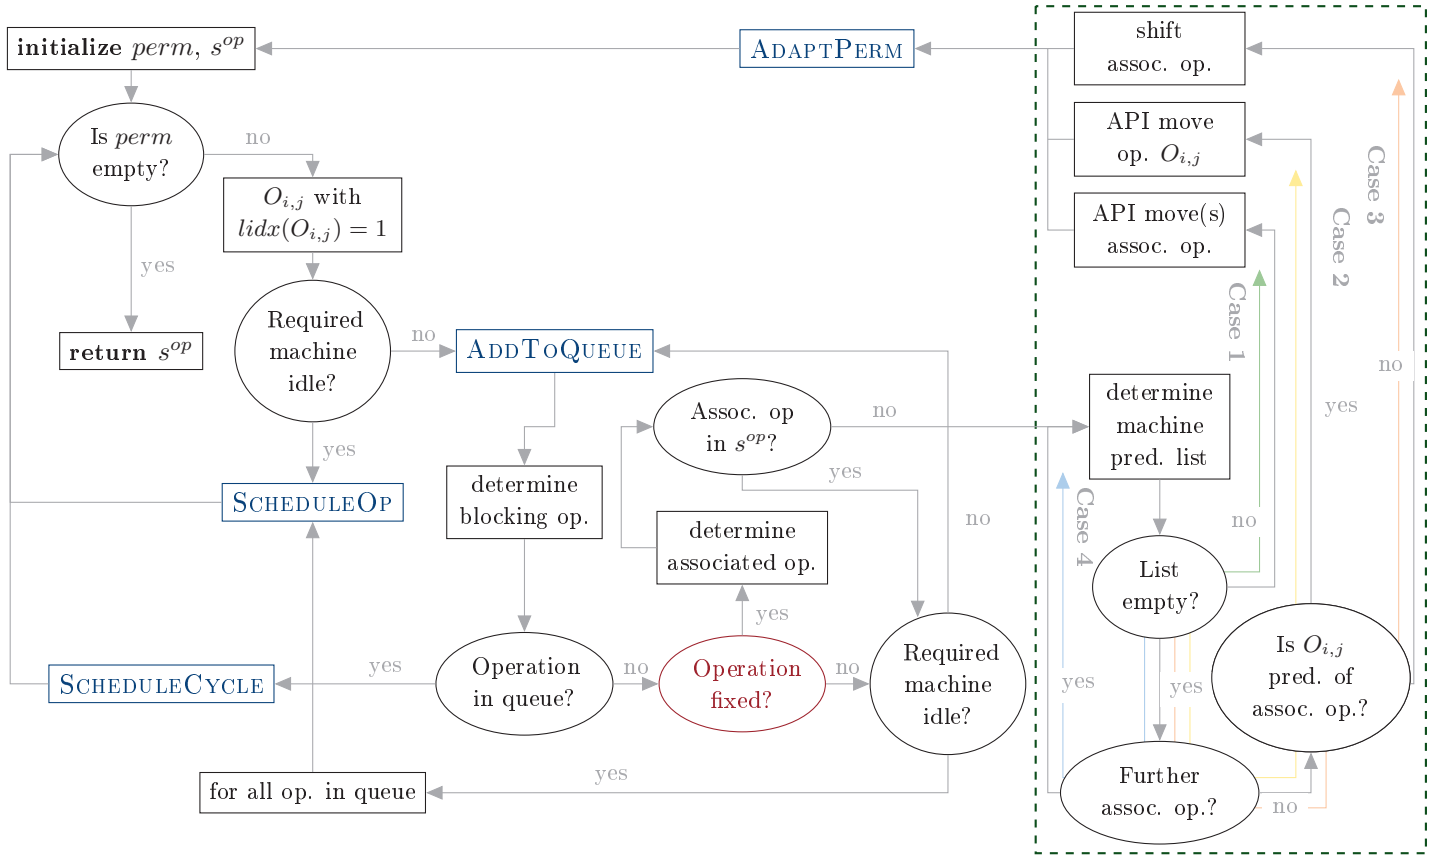 initialize perm, s^{op}
ADAPTPERM
shift
assoc. op.
Is perm
empty?
no
API move
op. O_{i,j}
Case 3
O_{i,j} with
lidx(O_{i,j}) = 1
API move(s)
assoc. op.
Case 2
yes
Case 1
return s^{op}
Required
machine
idle?
no
ADDTOQUEUE
no
determine
machine
pred. list
Assoc. op
in s^{op}?
no
yes
yes
yes
SCHEDULEOP
determine
blocking op.
determine
associated op.
no
no
Case 4
List
empty?
yes
SCHEDULECYCLE
yes
Operation
in queue?
no
Operation
fixed?
no
Required
machine
idle?
yes
yes
Is O_{i,j}
pred. of
assoc. op.?
for all op. in queue
yes
Further
assoc. op.?
no